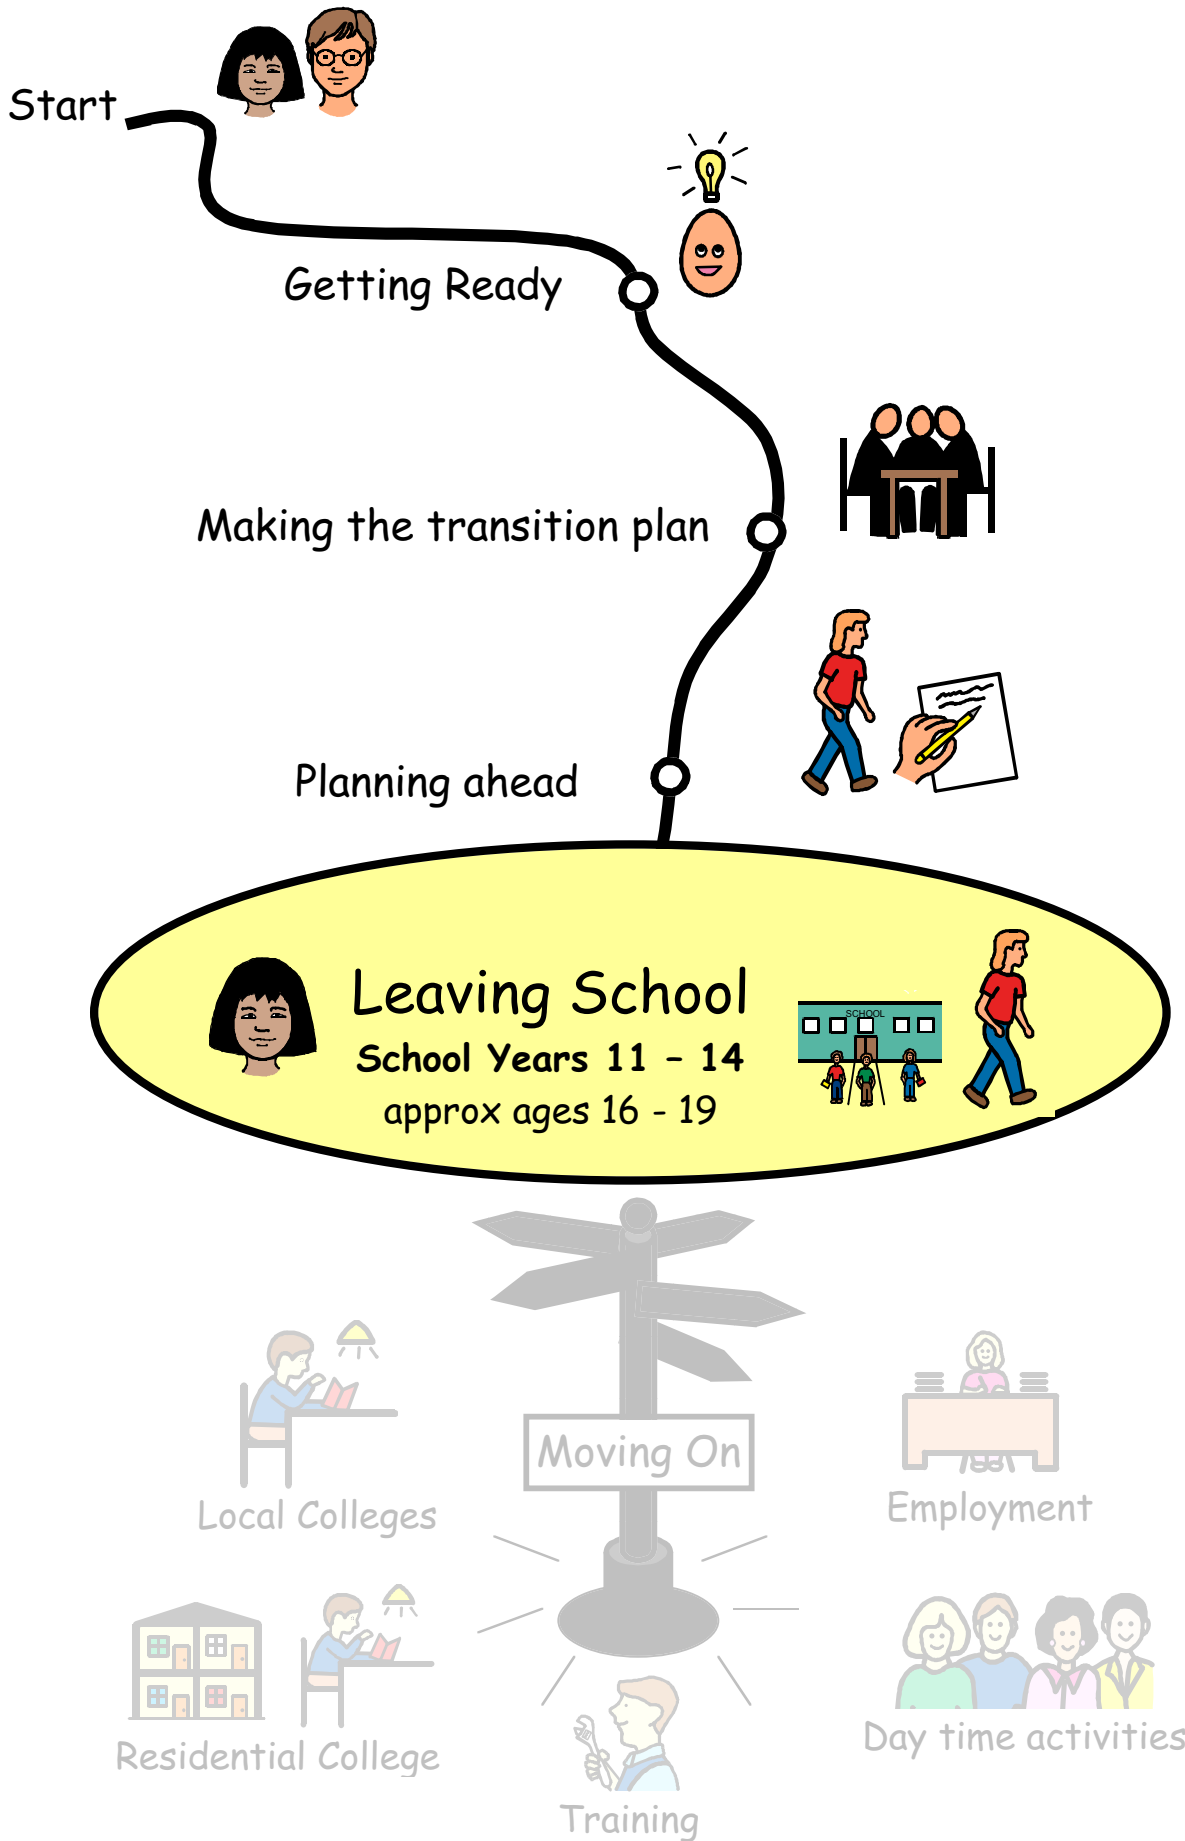 Start
Getting Ready
Making the transition plan
Planning ahead
Leaving School
SCHOOL
School Years 11 – 14
approx ages 16 - 19
Moving On
Local Colleges
Employment
Residential College
Day time activities
Training